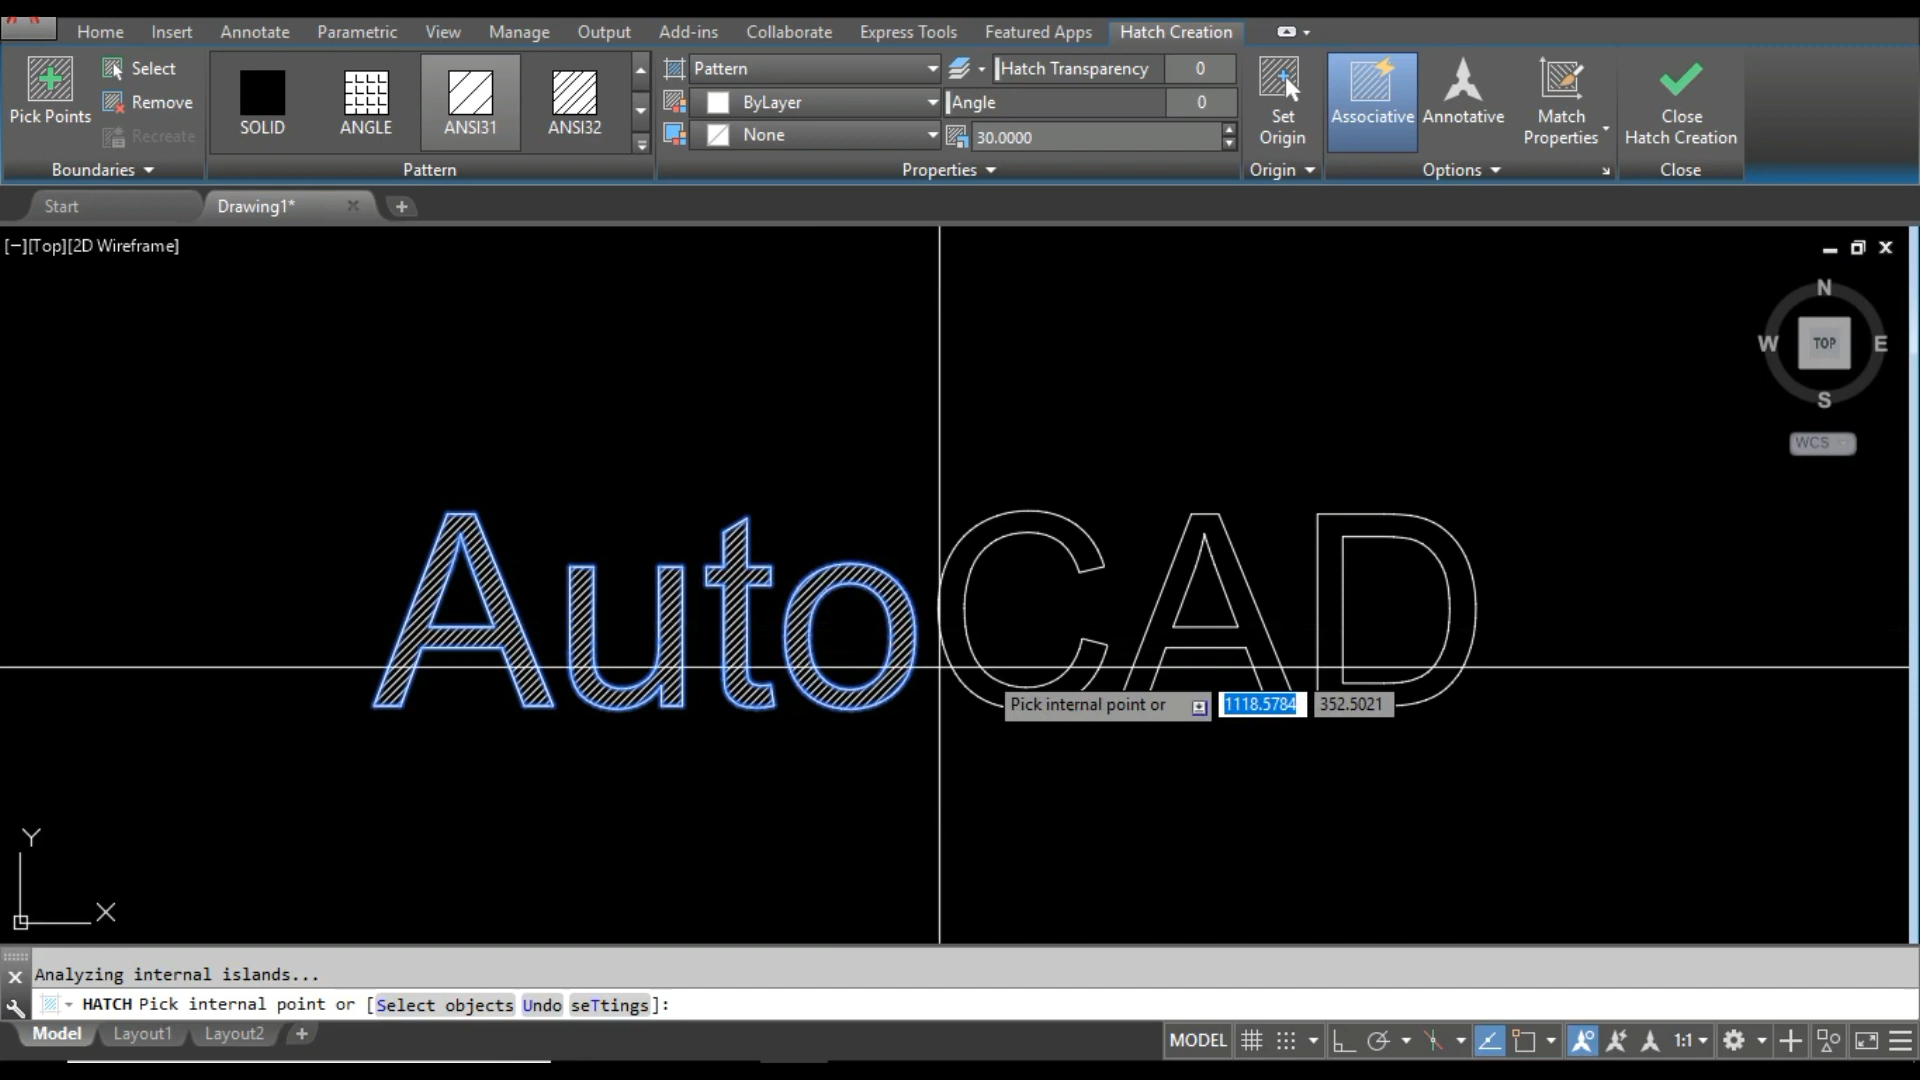 Home Insert Annotate Parametric View Manage Output Add-ins Collaborate Express Tools Featured Apps Hatch Creation
Pick Points
Select
Remove
Recreate
Boundaries
SOLID ANGLE ANSI31 ANSI32
Pattern
Pattern
ByLayer
None
Hatch Transparency 0
Angle 0
30.0000
Properties
Set
Origin
Origin
Associative
Annotative
Match
Properties
Options
Close
Hatch Creation
Close
Start Drawing1*
[−][Top][2D Wireframe]
N
W TOP E
S
WCS
AutoCAD
Pick internal point or 1118.5784 352.5021
Y
X
Analyzing internal islands...
HATCH Pick internal point or [Select objects Undo seTtings]:
Model Layout1 Layout2
MODEL 1:1